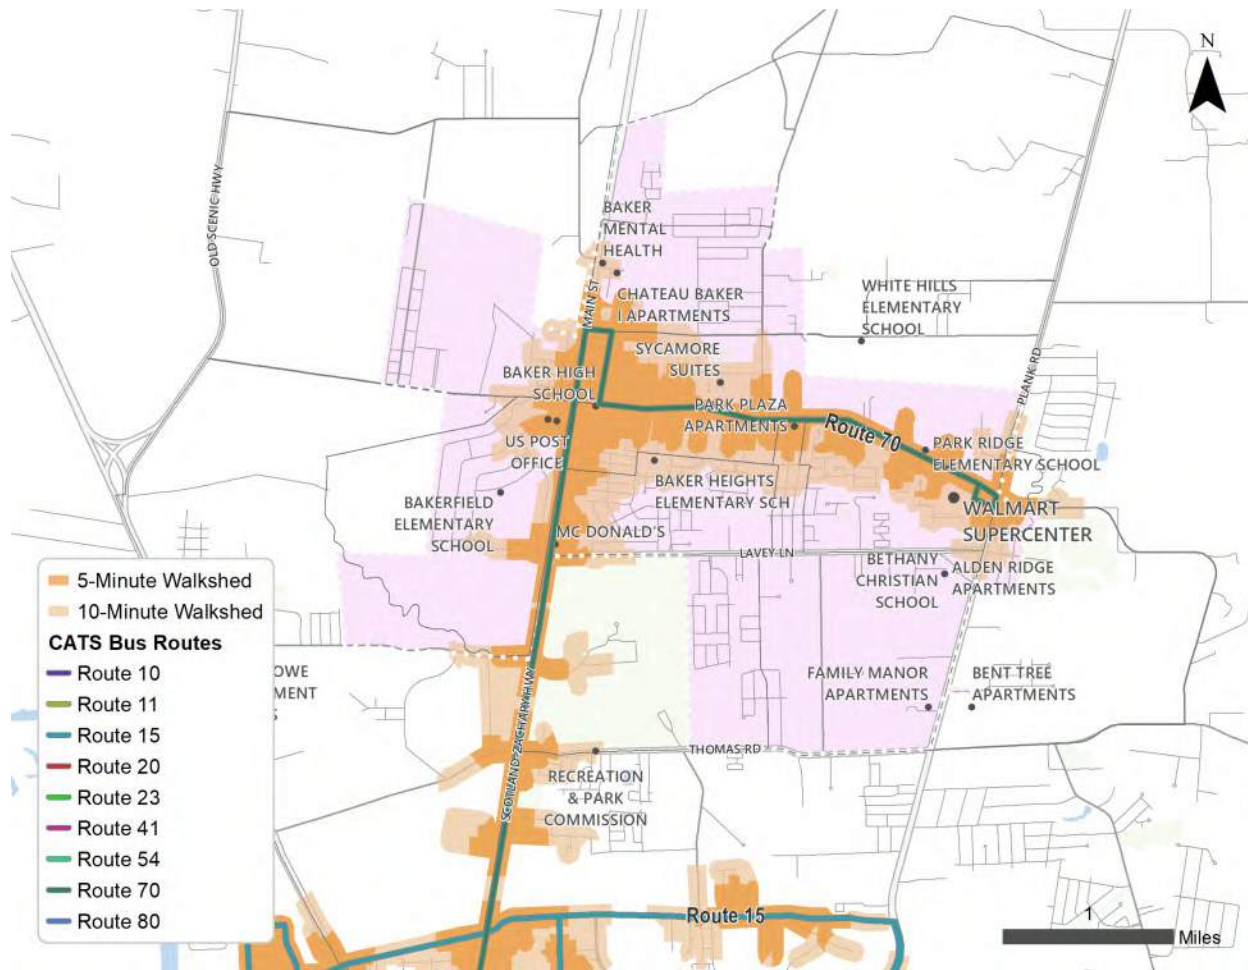 N
OLD SCENIC HWY
BAKER
MENTAL
HEALTH
MAIN ST
CHATEAU BAKER
I APARTMENTS
WHITE HILLS
ELEMENTARY
SCHOOL
SYCAMORE
SUITES
PLANK RD
BAKER HIGH
SCHOOL
PARK PLAZA
APARTMENTS
Route 70
US POST
OFFICE
PARK RIDGE
ELEMENTARY SCHOOL
BAKER HEIGHTS
ELEMENTARY SCH
BAKERFIELD
ELEMENTARY
SCHOOL
WALMART
SUPERCENTER
MC DONALD'S
LAVEY LN
BETHANY
CHRISTIAN
SCHOOL
ALDEN RIDGE
APARTMENTS
5-Minute Walkshed
10-Minute Walkshed
CATS Bus Routes
Route 10
Route 11
Route 15
Route 20
Route 23
Route 41
Route 54
Route 70
Route 80
OWE
MENT
S
FAMILY MANOR
APARTMENTS
BENT TREE
APARTMENTS
SCOTLAND-ZACHARY HWY
THOMAS RD
RECREATION
& PARK
COMMISSION
Route 15
1
Miles